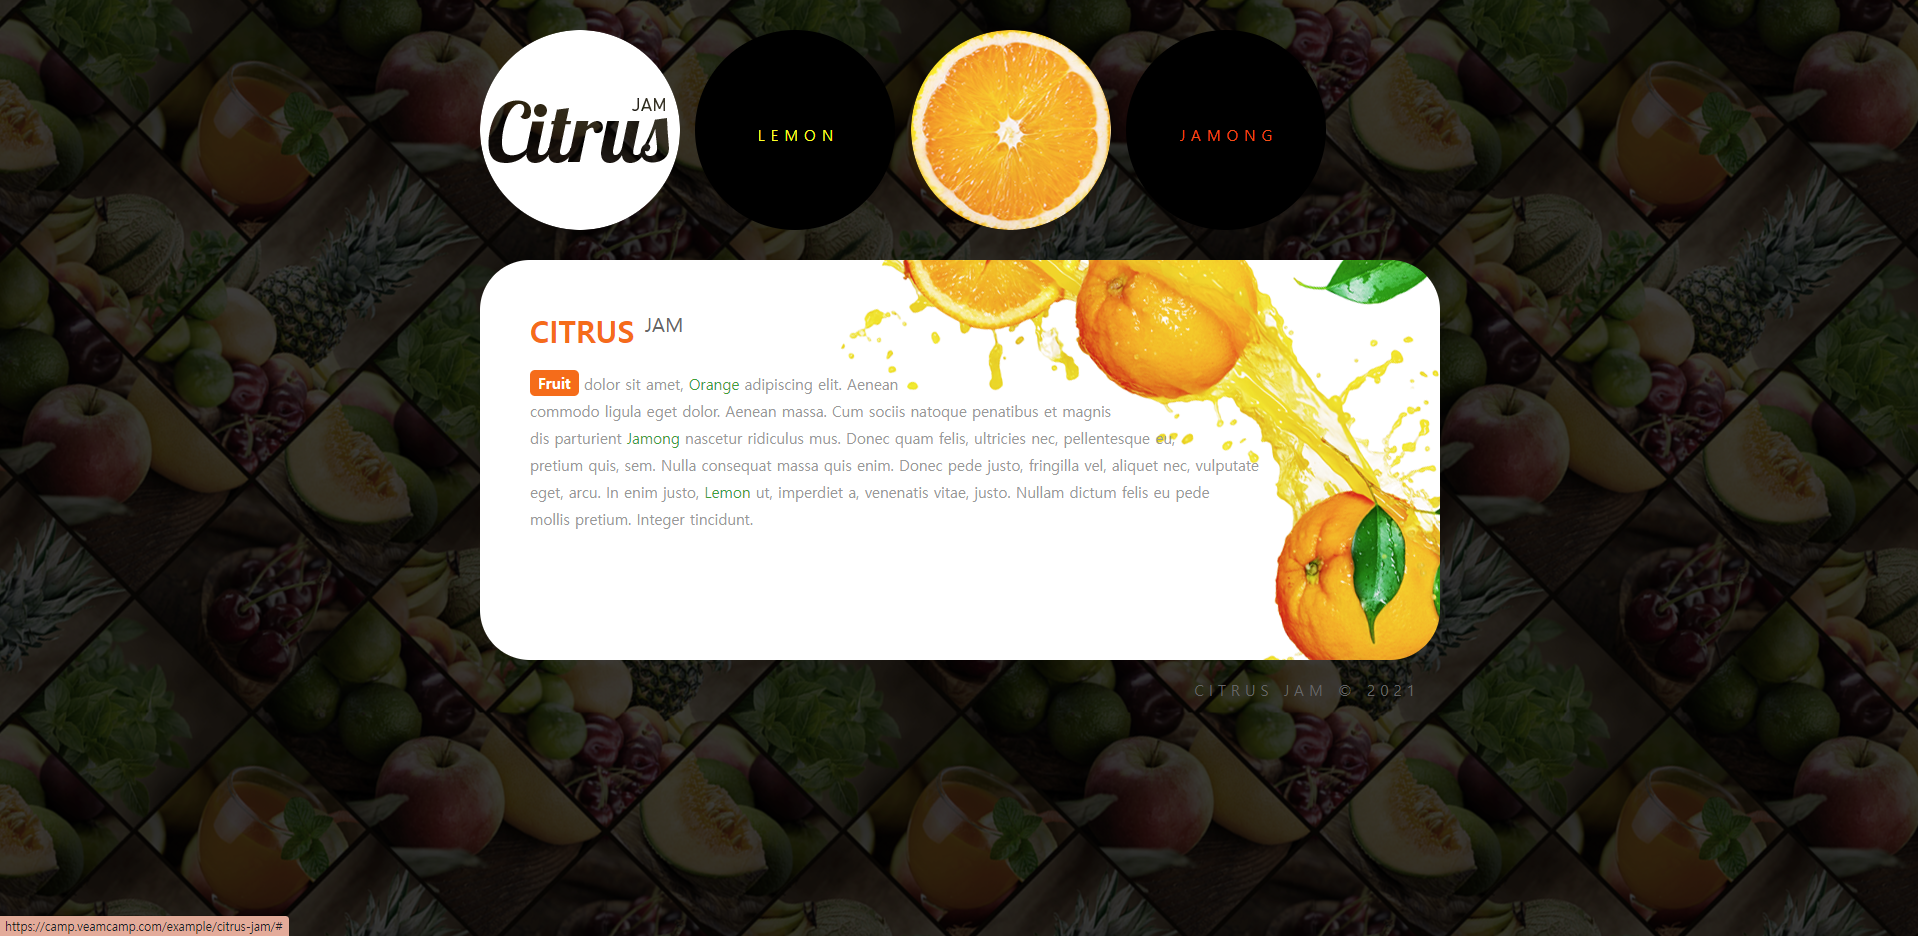 JAM
Citrus
LEMON
JAMONG
CITRUS JAM
Fruit dolor sit amet, Orange adipiscing elit. Aenean
commodo ligula eget dolor. Aenean massa. Cum sociis natoque penatibus et magnis
dis parturient Jamong nascetur ridiculus mus. Donec quam felis, ultricies nec, pellentesque eu,
pretium quis, sem. Nulla consequat massa quis enim. Donec pede justo, fringilla vel, aliquet nec, vulputate
eget, arcu. In enim justo, Lemon ut, imperdiet a, venenatis vitae, justo. Nullam dictum felis eu pede
mollis pretium. Integer tincidunt.
CITRUS JAM © 2021
https://camp.veamcamp.com/example/citrus-jam/#